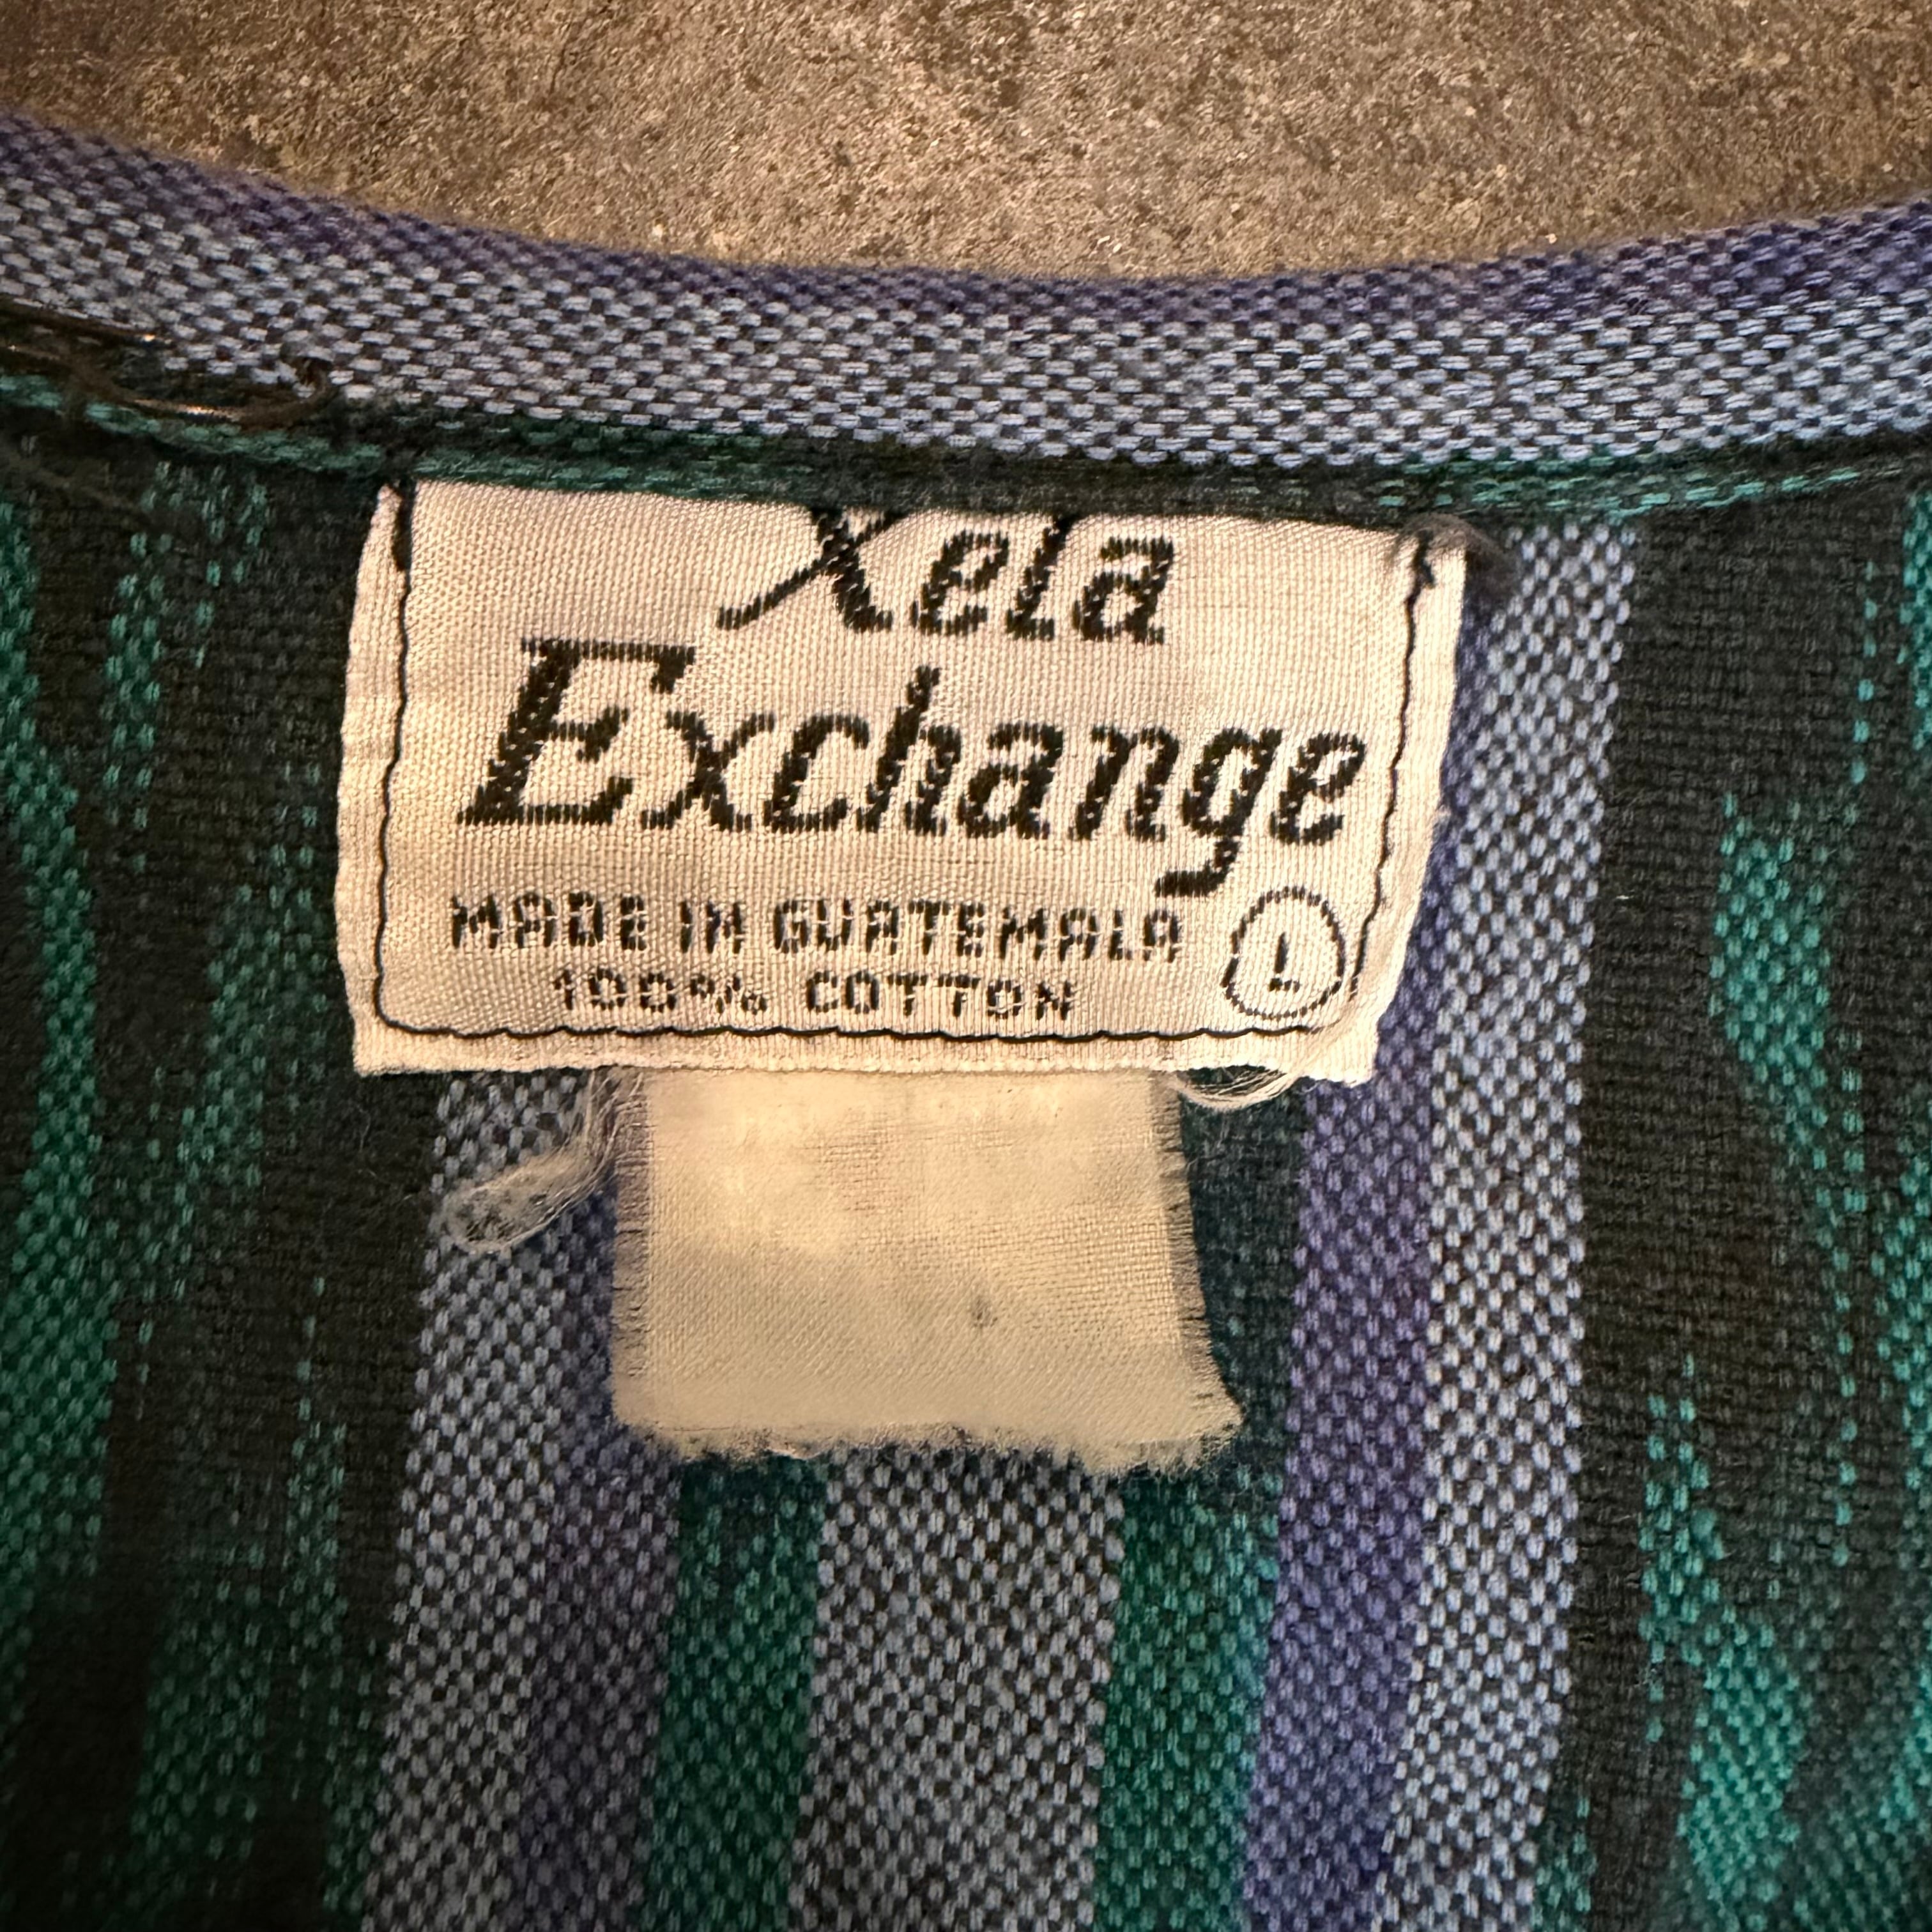 Xela
Exchange
MADE IN GUATEMALA L
100% COTTON